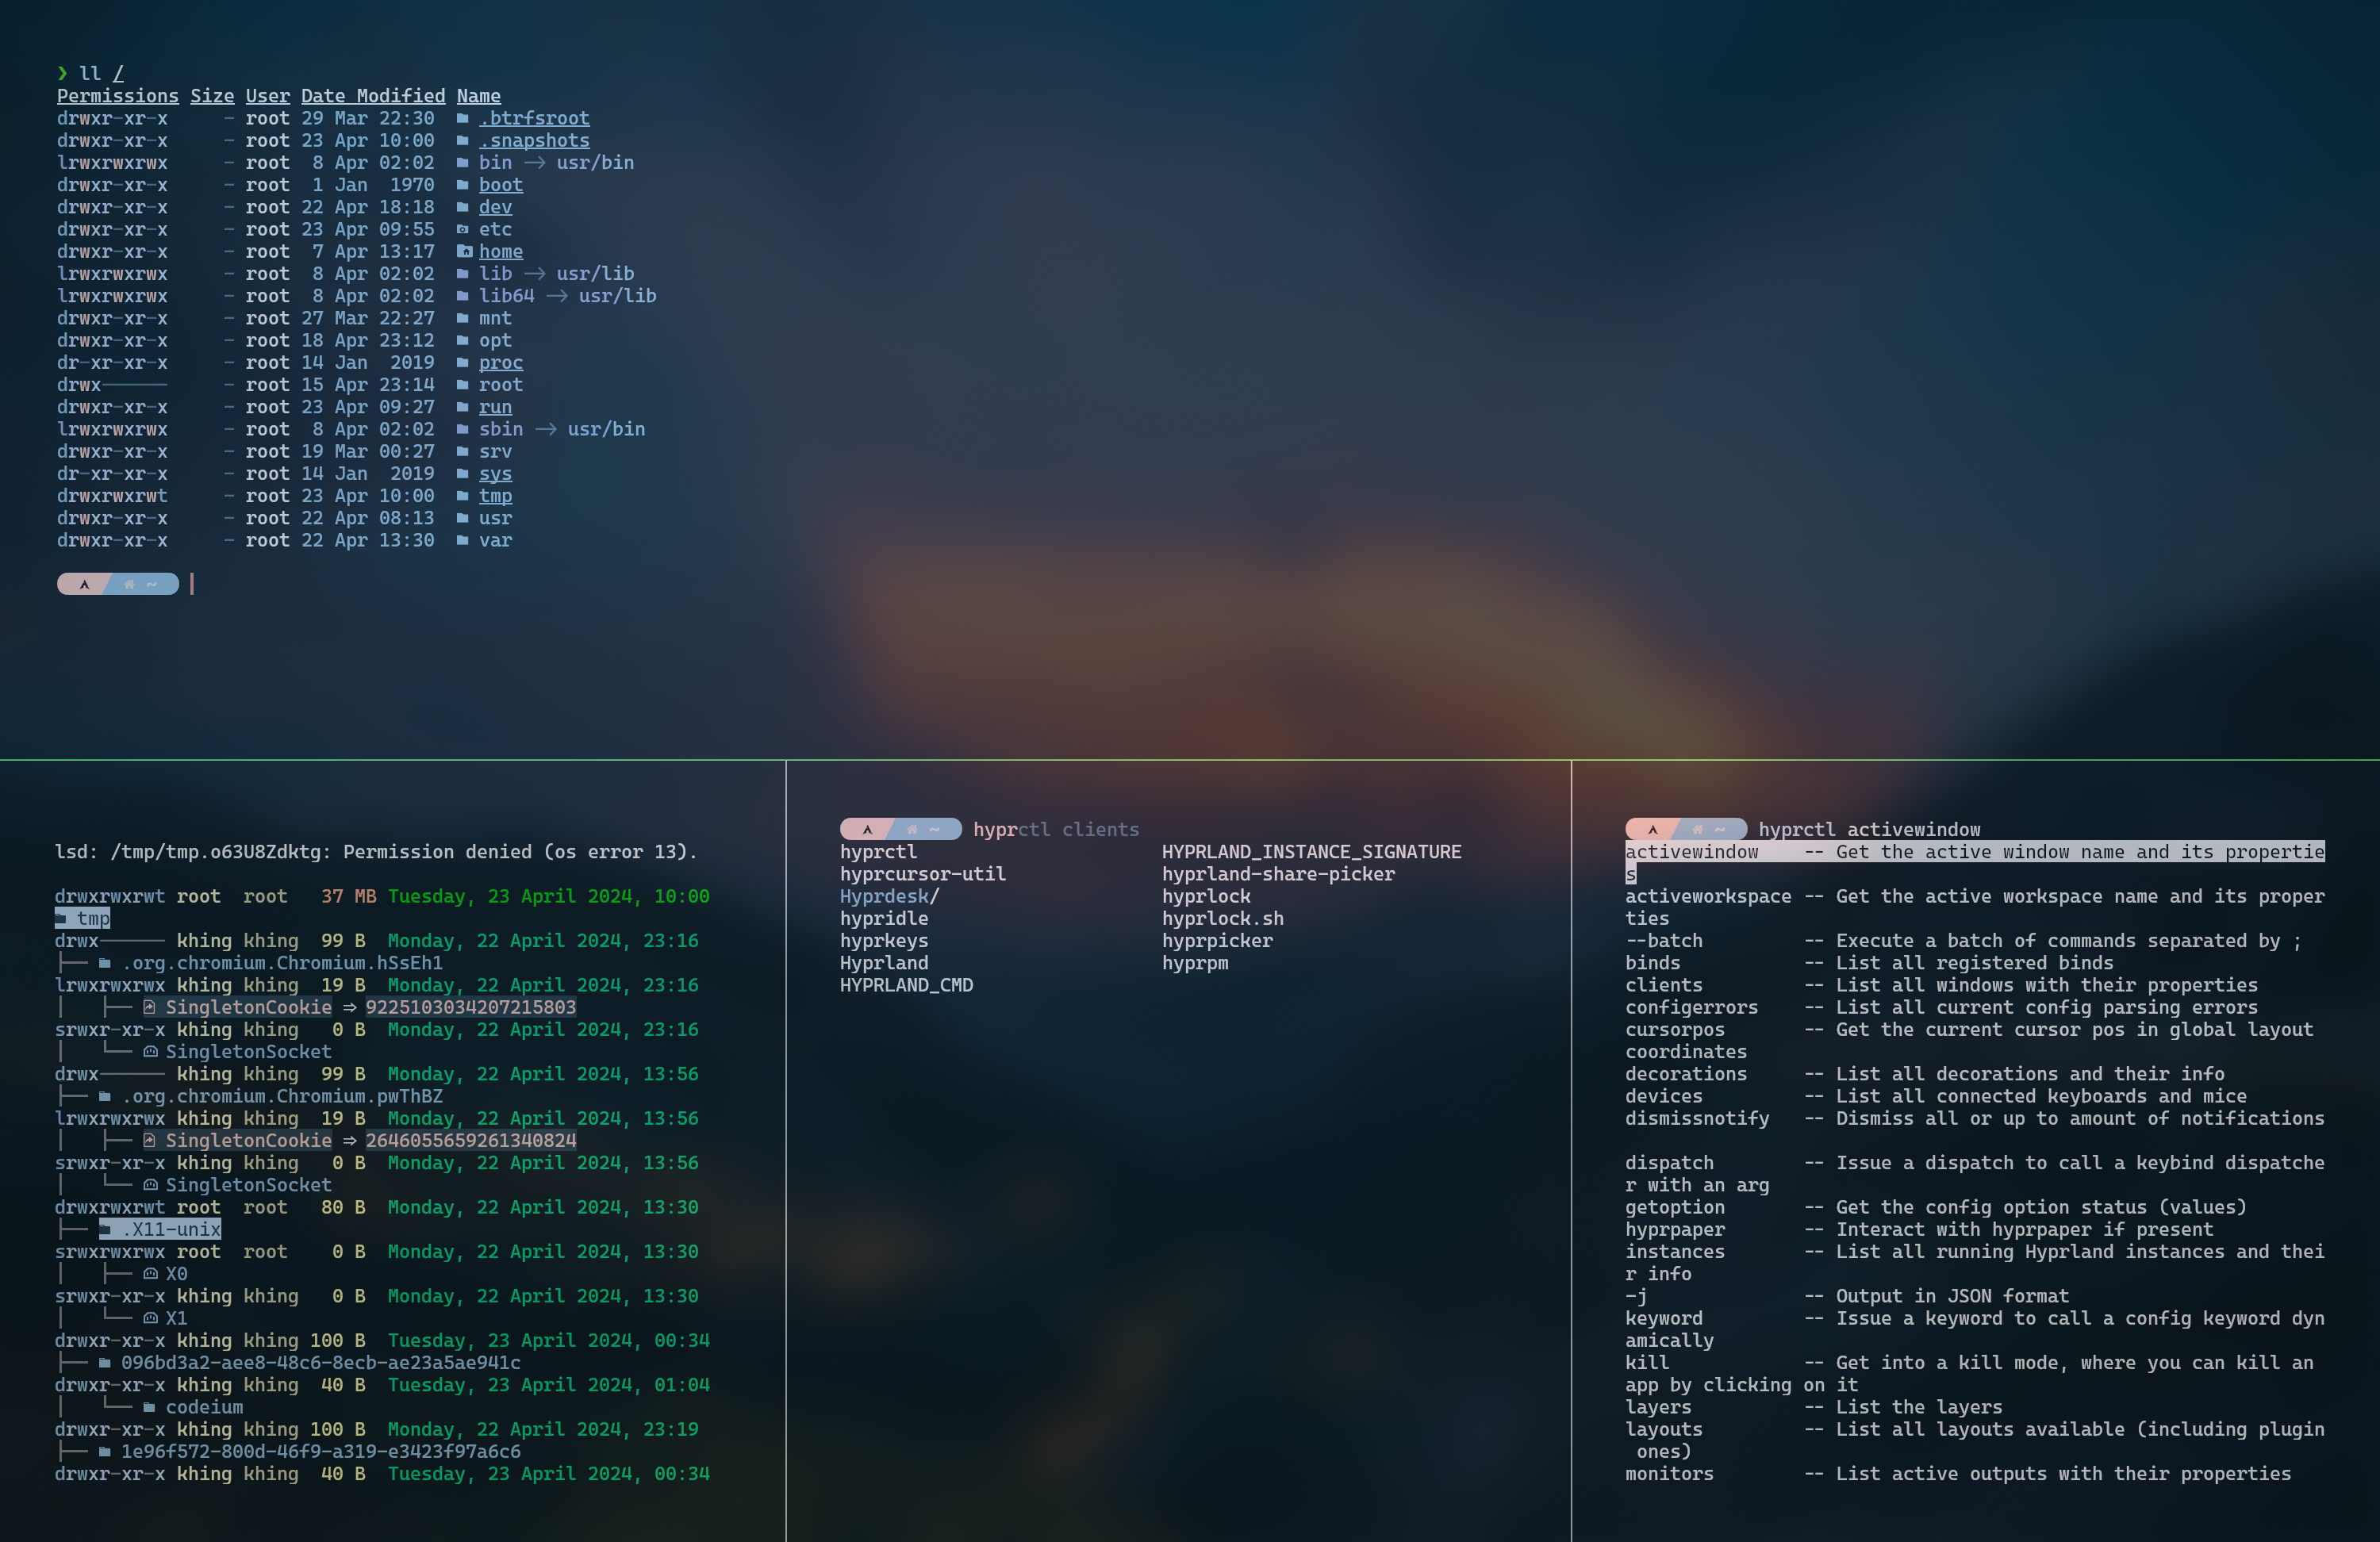 ❯ ll /
Permissions Size User Date Modified Name
drwxr-xr-x     - root 29 Mar 22:30  .btrfsroot
drwxr-xr-x     - root 23 Apr 10:00  .snapshots
lrwxrwxrwx     - root  8 Apr 02:02  bin -> usr/bin
drwxr-xr-x     - root  1 Jan  1970  boot
drwxr-xr-x     - root 22 Apr 18:18  dev
drwxr-xr-x     - root 23 Apr 09:55  etc
drwxr-xr-x     - root  7 Apr 13:17  home
lrwxrwxrwx     - root  8 Apr 02:02  lib -> usr/lib
lrwxrwxrwx     - root  8 Apr 02:02  lib64 -> usr/lib
drwxr-xr-x     - root 27 Mar 22:27  mnt
drwxr-xr-x     - root 18 Apr 23:12  opt
dr-xr-xr-x     - root 14 Jan  2019  proc
drwx------     - root 15 Apr 23:14  root
drwxr-xr-x     - root 23 Apr 09:27  run
lrwxrwxrwx     - root  8 Apr 02:02  sbin -> usr/bin
drwxr-xr-x     - root 19 Mar 00:27  srv
dr-xr-xr-x     - root 14 Jan  2019  sys
drwxrwxrwt     - root 23 Apr 10:00  tmp
drwxr-xr-x     - root 22 Apr 08:13  usr
drwxr-xr-x     - root 22 Apr 13:30  var
~
lsd: /tmp/tmp.o63U8Zdktg: Permission denied (os error 13).
drwxrwxrwt root  root   37 MB Tuesday, 23 April 2024, 10:00
tmp
drwx------ khing khing  99 B  Monday, 22 April 2024, 23:16
├── .org.chromium.Chromium.hSsEh1
lrwxrwxrwx khing khing  19 B  Monday, 22 April 2024, 23:16
│   ├── SingletonCookie ⇒ 9225103034207215803
srwxr-xr-x khing khing   0 B  Monday, 22 April 2024, 23:16
│   └── SingletonSocket
drwx------ khing khing  99 B  Monday, 22 April 2024, 13:56
├── .org.chromium.Chromium.pwThBZ
lrwxrwxrwx khing khing  19 B  Monday, 22 April 2024, 13:56
│   ├── SingletonCookie ⇒ 2646055659261340824
srwxr-xr-x khing khing   0 B  Monday, 22 April 2024, 13:56
│   └── SingletonSocket
drwxrwxrwt root  root   80 B  Monday, 22 April 2024, 13:30
├── .X11-unix
srwxrwxrwx root  root    0 B  Monday, 22 April 2024, 13:30
│   ├── X0
srwxr-xr-x khing khing   0 B  Monday, 22 April 2024, 13:30
│   └── X1
drwxr-xr-x khing khing 100 B  Tuesday, 23 April 2024, 00:34
├── 096bd3a2-aee8-48c6-8ecb-ae23a5ae941c
drwxr-xr-x khing khing  40 B  Tuesday, 23 April 2024, 01:04
│   └── codeium
drwxr-xr-x khing khing 100 B  Monday, 22 April 2024, 23:19
├── 1e96f572-800d-46f9-a319-e3423f97a6c6
drwxr-xr-x khing khing  40 B  Tuesday, 23 April 2024, 00:34
~ hyprctl clients
hyprctl HYPRLAND_INSTANCE_SIGNATURE
hyprcursor-util hyprland-share-picker
Hyprdesk/ hyprlock
hypridle hyprlock.sh
hyprkeys hyprpicker
Hyprland hyprpm
HYPRLAND_CMD
~ hyprctl activewindow
activewindow    -- Get the active window name and its propertie
s
activeworkspace -- Get the active workspace name and its proper
ties
--batch         -- Execute a batch of commands separated by ;
binds           -- List all registered binds
clients         -- List all windows with their properties
configerrors    -- List all current config parsing errors
cursorpos       -- Get the current cursor pos in global layout
coordinates
decorations     -- List all decorations and their info
devices         -- List all connected keyboards and mice
dismissnotify   -- Dismiss all or up to amount of notifications
dispatch        -- Issue a dispatch to call a keybind dispatche
r with an arg
getoption       -- Get the config option status (values)
hyprpaper       -- Interact with hyprpaper if present
instances       -- List all running Hyprland instances and thei
r info
-j              -- Output in JSON format
keyword         -- Issue a keyword to call a config keyword dyn
amically
kill            -- Get into a kill mode, where you can kill an
app by clicking on it
layers          -- List the layers
layouts         -- List all layouts available (including plugin
ones)
monitors        -- List active outputs with their properties